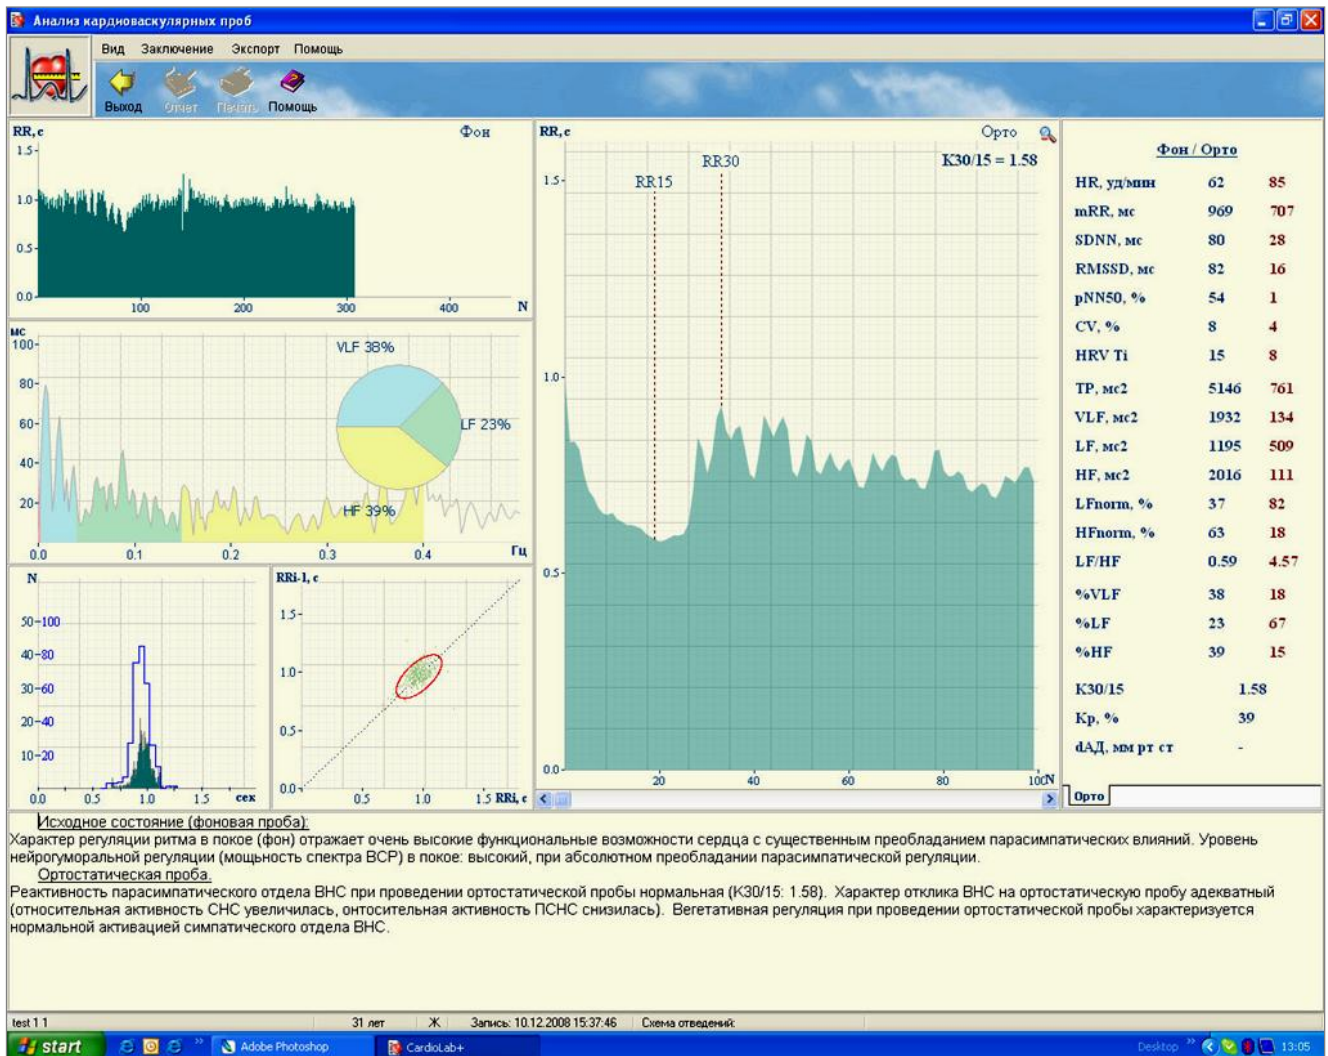 Анализ кардиоваскулярных проб
Вид Заключение Экспорт Помощь
Выход Отчет Печать Помощь
RR,с Фон
1.5
1.0
0.5
0.0
100 200 300 400 N
мс
100
80
60
40
20
VLF 38%
LF 23%
HF 39%
0.0 0.1 0.2 0.3 0.4 Гц
N
50-100
40-80
30-60
20-40
10-20
0.0 0.5 1.0 1.5 сек
RRi-1, с
1.5
1.0
0.5
0.0
0.5 1.0 1.5 RRi, с
RR,с Орто
K30/15 = 1.58
RR15 RR30
1.5
1.0
0.5
0.0
20 40 60 80 100N
Фон / Орто
HR, уд/мин 62 85
mRR, мс 969 707
SDNN, мс 80 28
RMSSD, мс 82 16
pNN50, % 54 1
CV, % 8 4
HRV Ti 15 8
TP, мс2 5146 761
VLF, мс2 1932 134
LF, мс2 1195 509
HF, мс2 2016 111
LFnorm, % 37 82
HFnorm, % 63 18
LF/HF 0.59 4.57
%VLF 38 18
%LF 23 67
%HF 39 15
K30/15 1.58
Кр, % 39
dАД, мм рт ст -
Орто
Исходное состояние (фоновая проба):
Характер регуляции ритма в покое (фон) отражает очень высокие функциональные возможности сердца с существенным преобладанием парасимпатических влияний. Уровень
нейрогуморальной регуляции (мощьность спектра ВСР) в покое: высокий, при абсолютном преобладании парасимпатической регуляции.
Ортостатическая проба.
Реактивность парасимпатического отдела ВНС при проведении ортостатической пробы нормальная (К30/15: 1.58). Характер отклика ВНС на ортостатическую пробу адекватный
(относительная активность СНС увеличилась, онтосительная активность ПСНС снизилась). Вегетативная регуляция при проведении ортостатической пробы характеризуется
нормальной активацией симпатического отдела ВНС.
test 1 1 31 лет Ж Запись: 10.12.2008 15:37:46 Схема отведений:
start Adobe Photoshop CardioLab+ Desktop 13:05